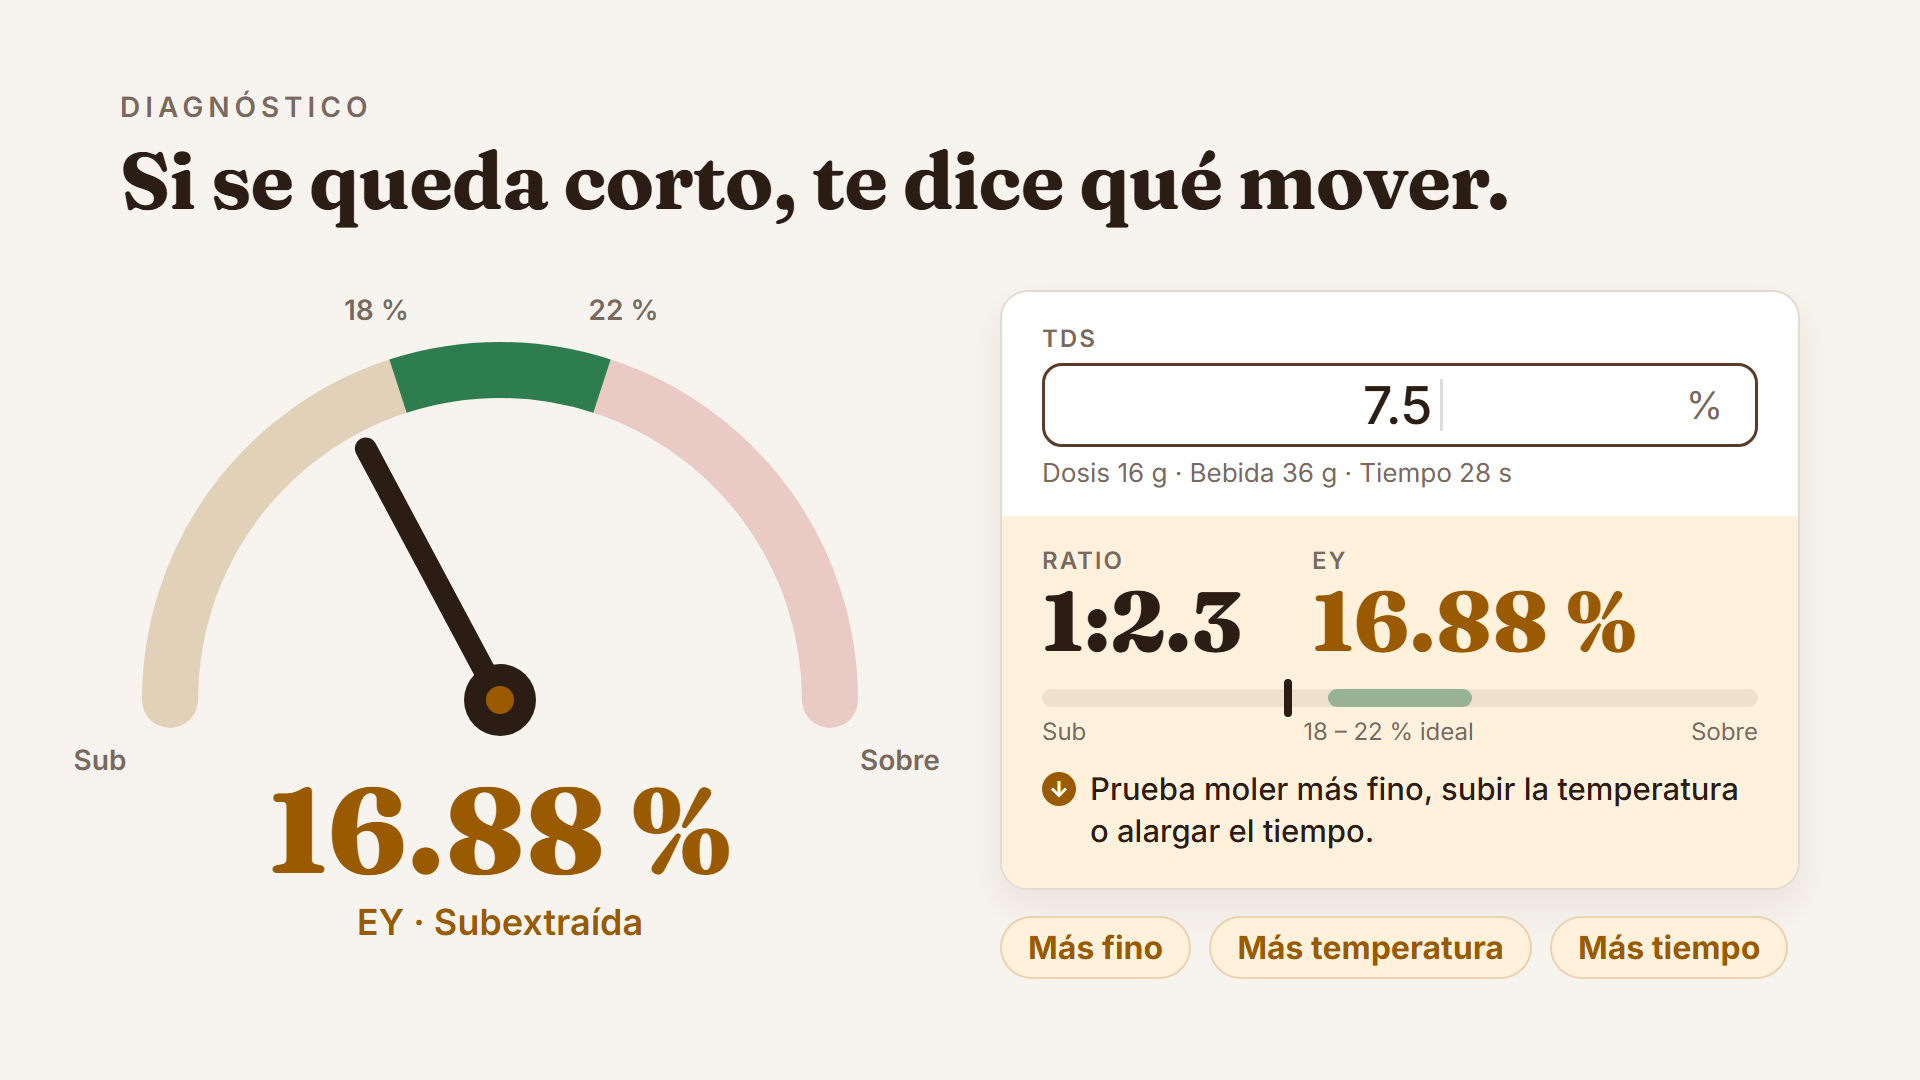 DIAGNÓSTICO
Si se queda corto, te dice qué mover.
18 %
22 %
Sub
Sobre
16.88 %
EY · Subextraída
TDS
7.5
%
Dosis 16 g · Bebida 36 g · Tiempo 28 s
RATIO
EY
1:2.3
16.88 %
Sub
18 – 22 % ideal
Sobre
Prueba moler más fino, subir la temperatura
o alargar el tiempo.
Más fino
Más temperatura
Más tiempo